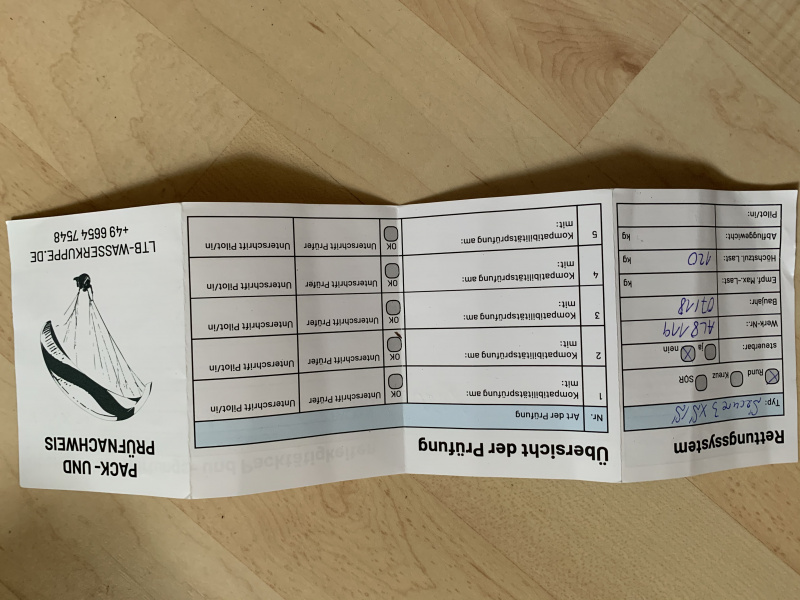 Rettungssystem
Typ: Secure 3
Rund Kreuz SQR
steuerbar: ja nein
Werk-Nr.:
Baujahr: 07/18
Empf. Max.-Last: kg
Höchstzul. Last: 120
Abfluggewicht: kg
Pilot/in:
Übersicht der Prüfung
Nr. Art der Prüfung
1 Kompatibilitätsprüfung am: OK Unterschrift Prüfer Unterschrift Pilot/in
mit:
2 Kompatibilitätsprüfung am: OK Unterschrift Prüfer Unterschrift Pilot/in
mit:
3 Kompatibilitätsprüfung am: OK Unterschrift Prüfer Unterschrift Pilot/in
mit:
4 Kompatibilitätsprüfung am: OK Unterschrift Prüfer Unterschrift Pilot/in
mit:
5 Kompatibilitätsprüfung am: OK Unterschrift Prüfer Unterschrift Pilot/in
mit:
PACK- UND
PRÜFNACHWEIS
LTB-WASSERKUPPE.DE
+49 6654 7548